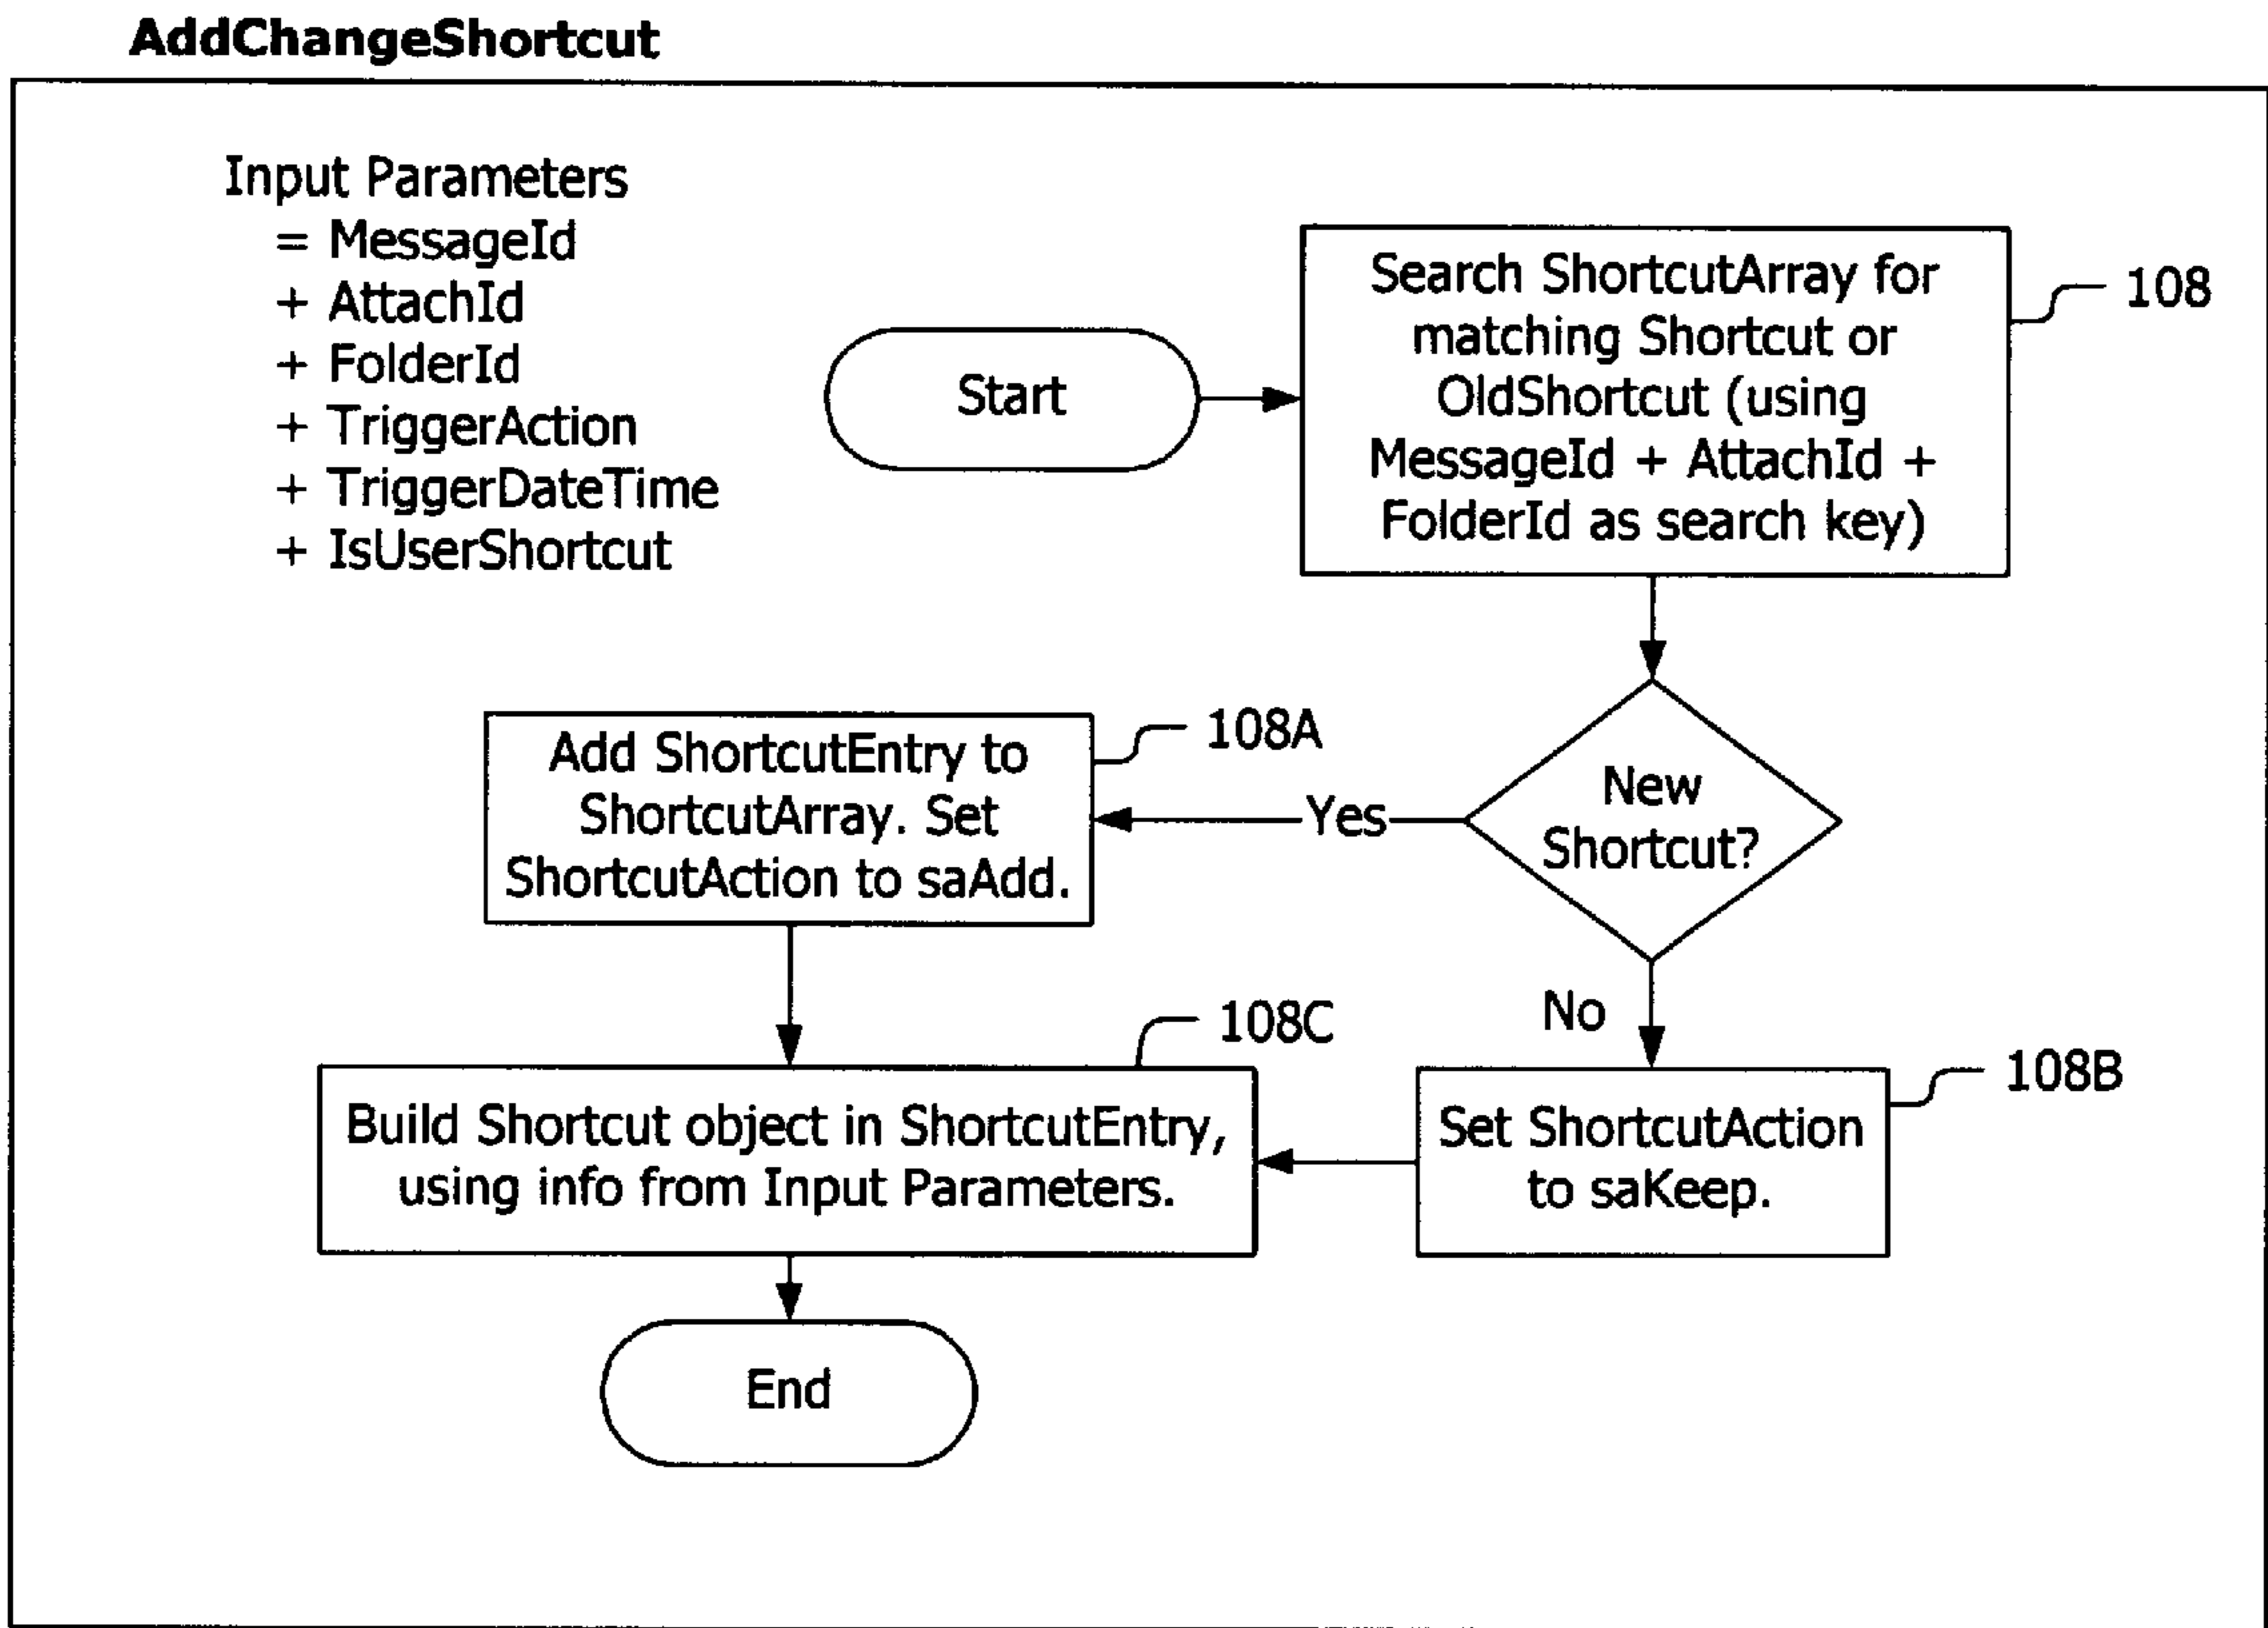 AddChangeShortcut
Input Parameters
= MessageId
+ AttachId
+ FolderId
+ TriggerAction
+ TriggerDateTime
+ IsUserShortcut
Start
Search ShortcutArray for
matching Shortcut or
OldShortcut (using
MessageId + AttachId +
FolderId as search key)
108
New
Shortcut?
Yes
108A
Add ShortcutEntry to
ShortcutArray. Set
ShortcutAction to saAdd.
No
108B
Set ShortcutAction
to saKeep.
108C
Build Shortcut object in ShortcutEntry,
using info from Input Parameters.
End